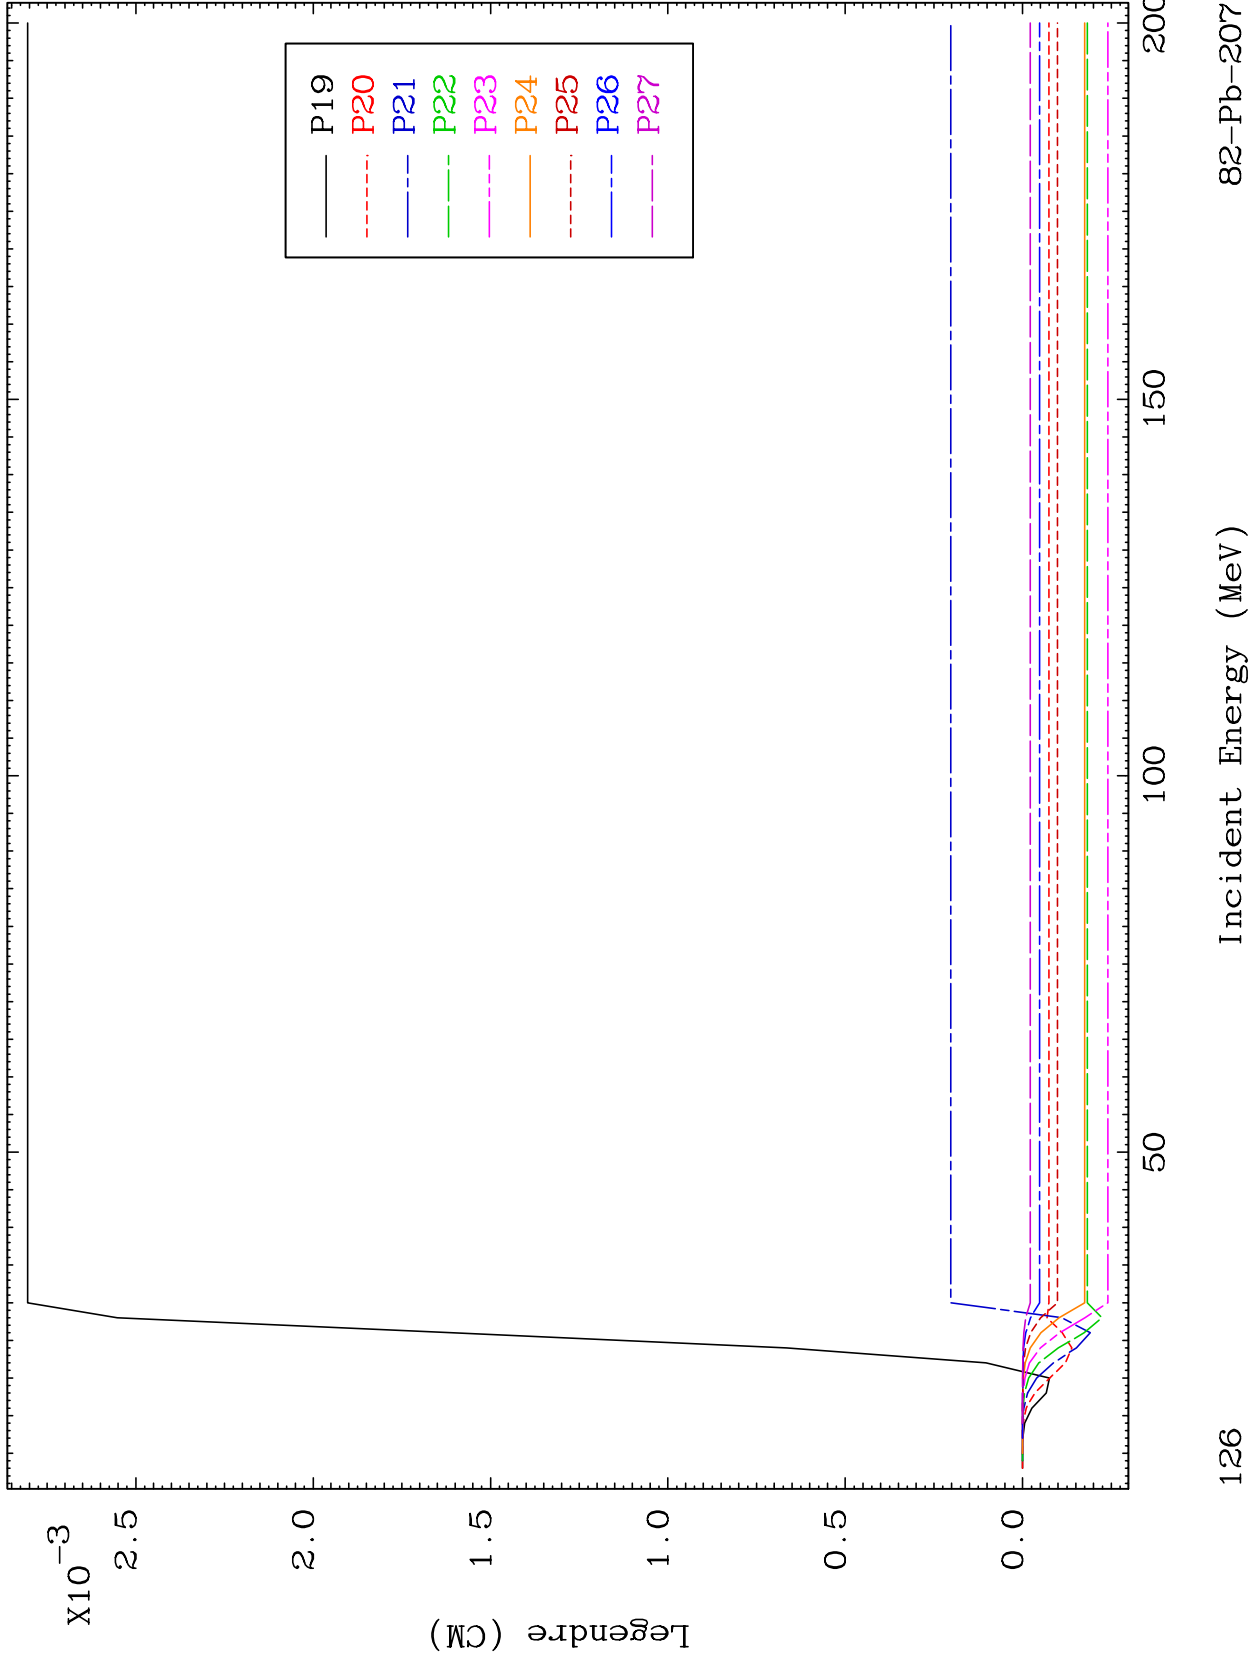 X10-3
2.5
2.0
1.5
1.0
0.5
0.0
Legendre (CM)
P19
P20
P21
P22
P23
P24
P25
P26
P27
50
100
150
200
Incident Energy (MeV)
126
82-Pb-207